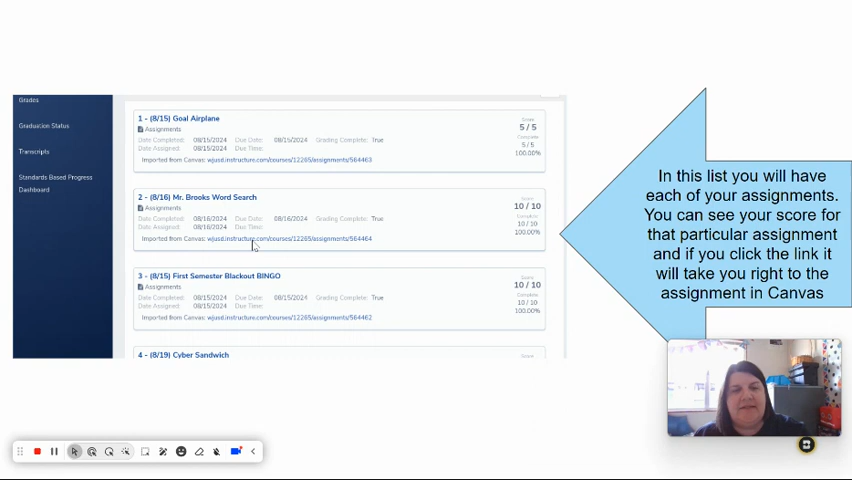 Grades
Graduation Status
Transcripts
Standards Based Progress
Dashboard
1 - (8/15) Goal Airplane
Assignments
Date Completed: 08/15/2024 Due Date: 08/15/2024 Grading Complete: True
Date Assigned: 08/15/2024 Due Time:
Imported from Canvas: wjusd.instructure.com/courses/12265/assignments/564463
Score
5 / 5
Complete
5 / 5
100.00%
2 - (8/16) Mr. Brooks Word Search
Assignments
Date Completed: 08/16/2024 Due Date: 08/16/2024 Grading Complete: True
Date Assigned: 08/16/2024 Due Time:
Imported from Canvas: wjusd.instructure.com/courses/12265/assignments/564464
Score
10 / 10
Complete
10 / 10
100.00%
3 - (8/15) First Semester Blackout BINGO
Assignments
Date Completed: 08/15/2024 Due Date: 08/15/2024 Grading Complete: True
Date Assigned: 08/15/2024 Due Time:
Imported from Canvas: wjusd.instructure.com/courses/12265/assignments/564462
Score
10 / 10
Complete
10 / 10
100.00%
4 - (8/19) Cyber Sandwich
Score
In this list you will have
each of your assignments.
You can see your score for
that particular assignment
and if you click the link it
will take you right to the
assignment in Canvas